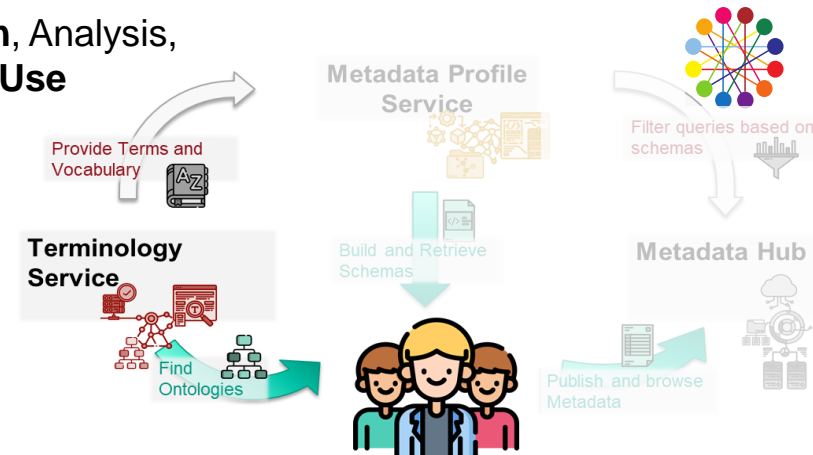 n, Analysis,
Use
Metadata Profile
Service
Provide Terms and
Vocabulary
AZ
Filter queries based on
schemas
Terminology
Service
Build and Retrieve
Schemas
Metadata Hub
T
Find
Ontologies
Publish and browse
Metadata